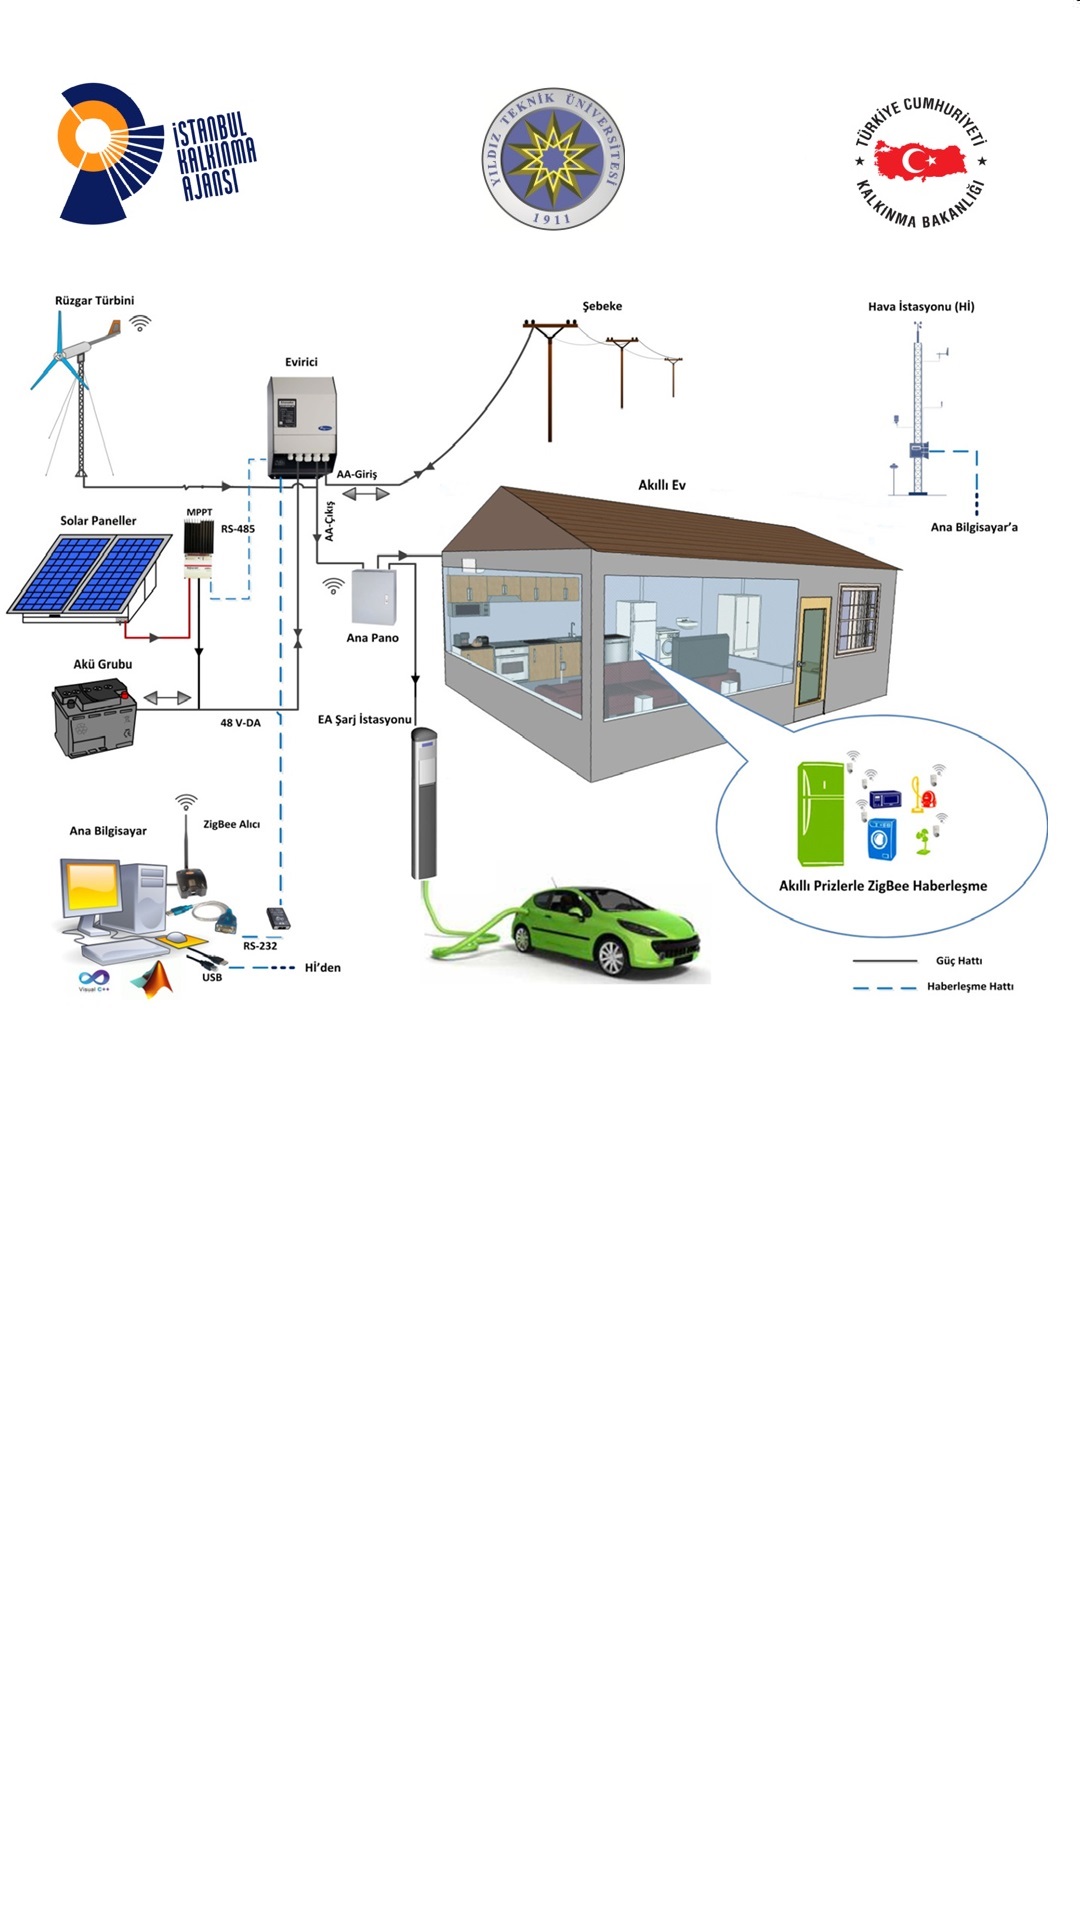 İSTANBUL
KALKINMA
AJANSI
YILDIZ TEKNİK ÜNİVERSİTESİ
1911
TÜRKİYE CUMHURİYETİ
KALKINMA BAKANLIĞI
Rüzgar Türbini
Şebeke
Hava İstasyonu (Hİ)
Evirici
AA-Giriş
Akıllı Ev
AA-Çıkış
Solar Paneller
MPPT
RS-485
Ana Bilgisayar'a
Ana Pano
Akü Grubu
48 V-DA
EA Şarj İstasyonu
Ana Bilgisayar
ZigBee Alıcı
Akıllı Prizlerle ZigBee Haberleşme
RS-232
USB
Hİ'den
Visual C++
Güç Hattı
Haberleşme Hattı